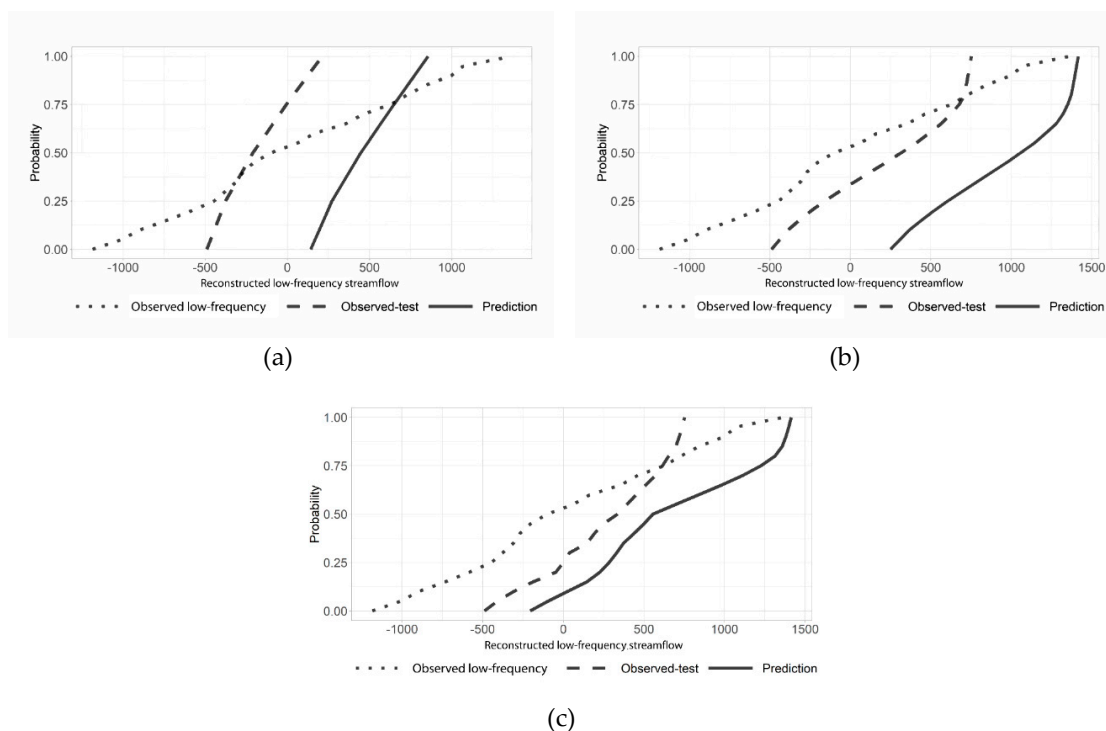 1.00
0.75
0.50
0.25
0.00
Probability
-1000 -500 0 500 1000
Reconstructed low-frequency streamflow
Observed low-frequency Observed-test Prediction
(a)
1.00
0.75
0.50
0.25
0.00
Probability
-1000 -500 0 500 1000 1500
Reconstructed low-frequency streamflow
Observed low-frequency Observed-test Prediction
(b)
1.00
0.75
0.50
0.25
0.00
Probability
-1000 -500 0 500 1000 1500
Reconstructed low-frequency.streamflow
Observed low-frequency Observed-test Prediction
(c)